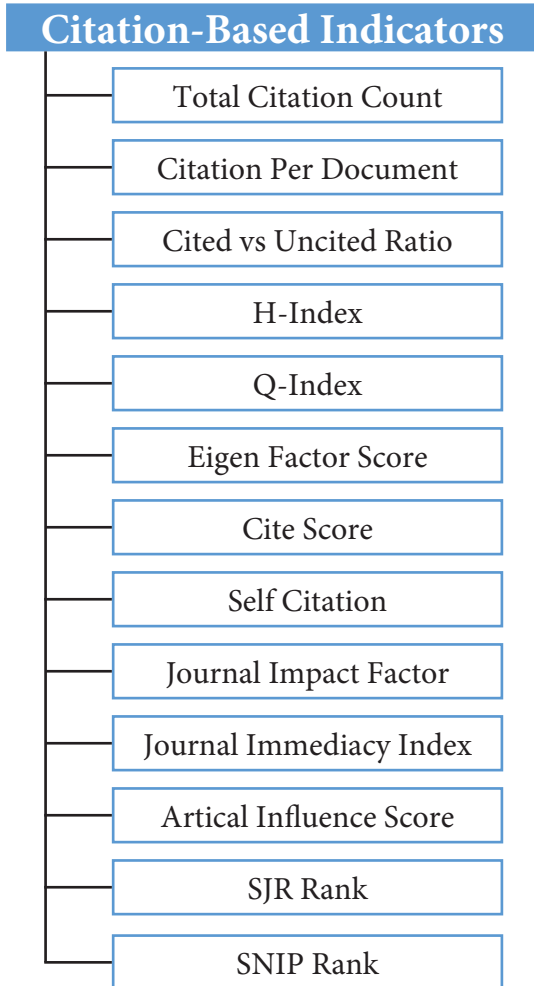 Citation-Based Indicators
Total Citation Count
Citation Per Document
Cited vs Uncited Ratio
H-Index
Q-Index
Eigen Factor Score
Cite Score
Self Citation
Journal Impact Factor
Journal Immediacy Index
Artical Influence Score
SJR Rank
SNIP Rank